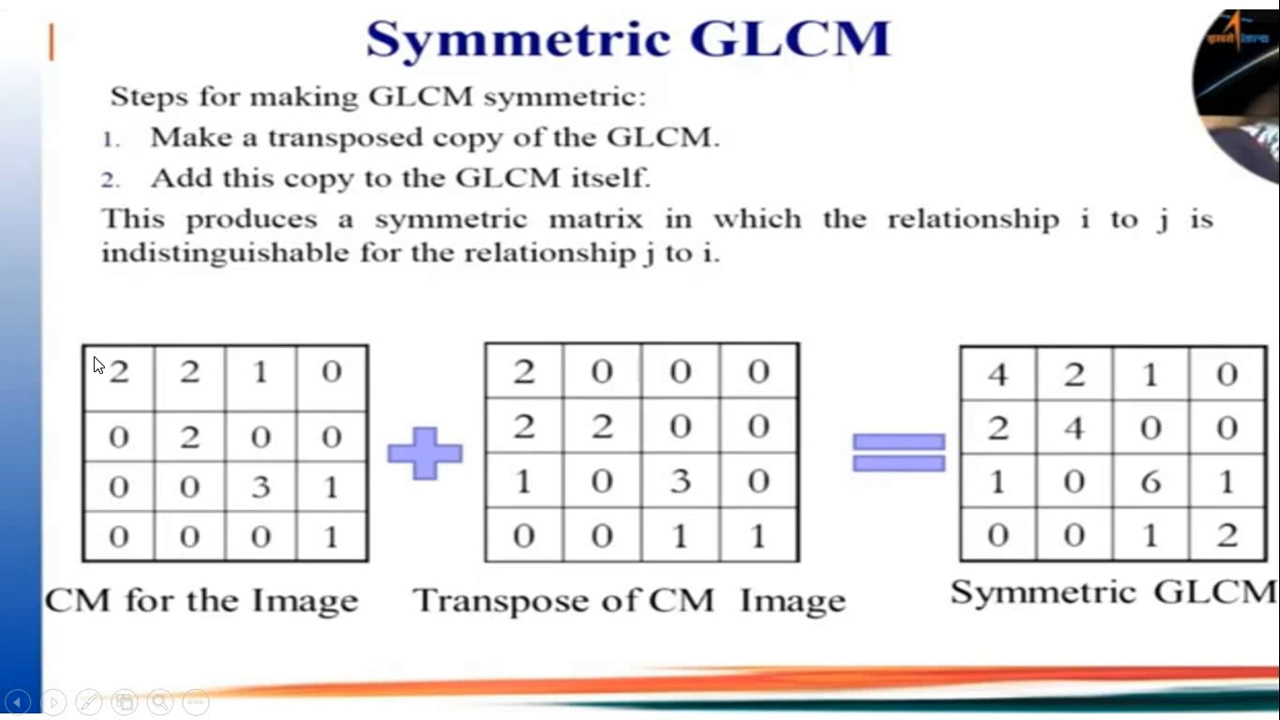 Symmetric GLCM
Steps for making GLCM symmetric:
1. Make a transposed copy of the GLCM.
2. Add this copy to the GLCM itself.
This produces a symmetric matrix in which the relationship i to j is
indistinguishable for the relationship j to i.
2 2 1 0
0 2 0 0
0 0 3 1
0 0 0 1
2 0 0 0
2 2 0 0
1 0 3 0
0 0 1 1
4 2 1 0
2 4 0 0
1 0 6 1
0 0 1 2
CM for the Image
Transpose of CM Image
Symmetric GLCM